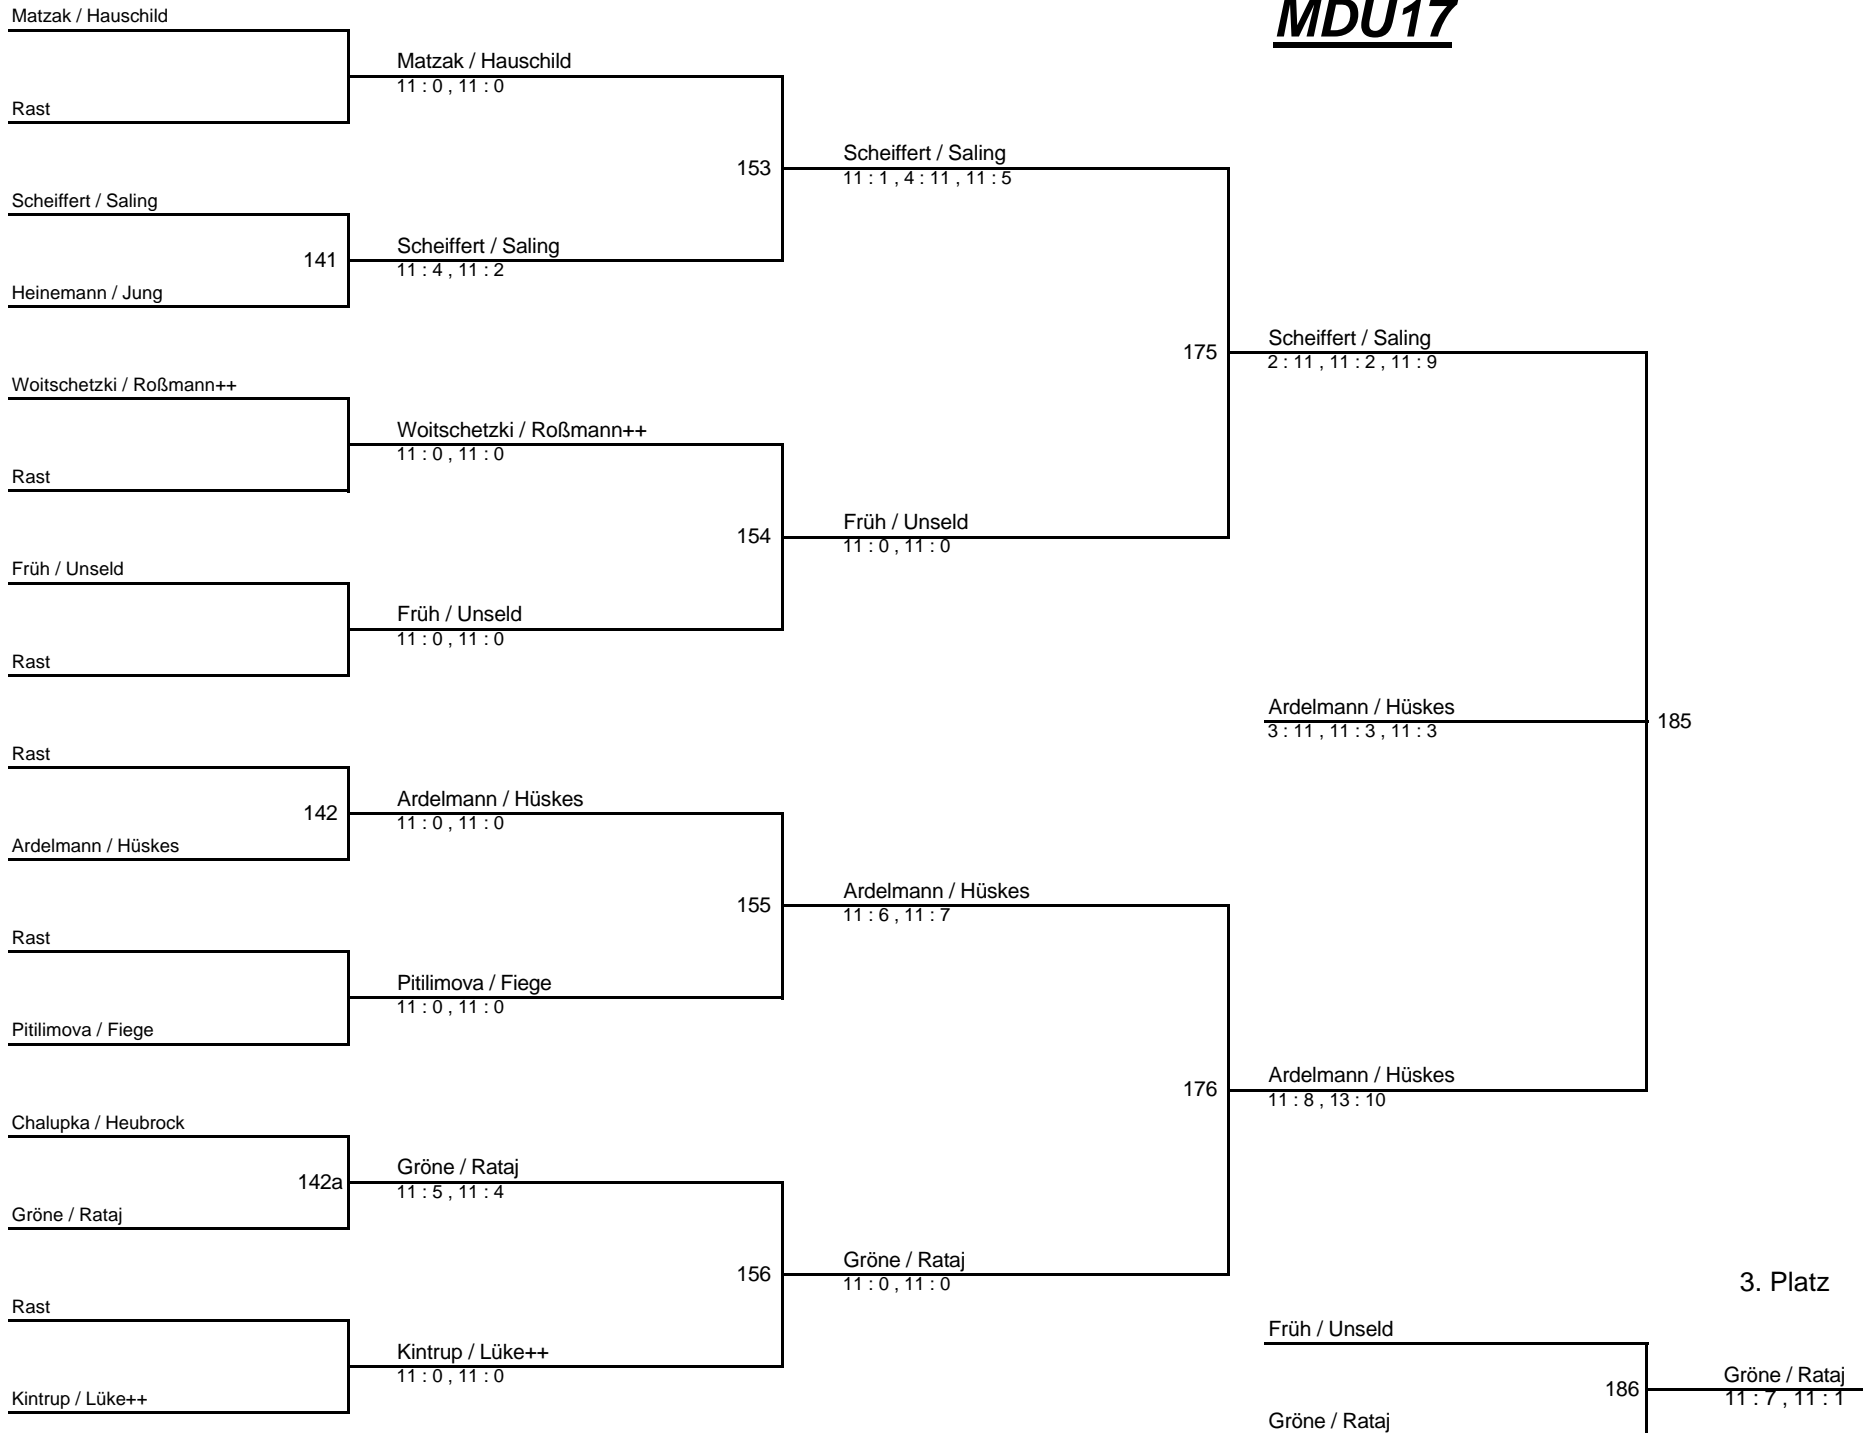 MDU17
Matzak / Hauschild
Matzak / Hauschild
11 : 0 , 11 : 0
Rast
153
Scheiffert / Saling
11 : 1 , 4 : 11 , 11 : 5
Scheiffert / Saling
141
Scheiffert / Saling
11 : 4 , 11 : 2
Heinemann / Jung
175
Scheiffert / Saling
2 : 11 , 11 : 2 , 11 : 9
Woitschetzki / Roßmann++
Woitschetzki / Roßmann++
11 : 0 , 11 : 0
Rast
154
Früh / Unseld
11 : 0 , 11 : 0
Früh / Unseld
Früh / Unseld
11 : 0 , 11 : 0
Rast
Ardelmann / Hüskes
3 : 11 , 11 : 3 , 11 : 3
185
Rast
142
Ardelmann / Hüskes
11 : 0 , 11 : 0
Ardelmann / Hüskes
155
Ardelmann / Hüskes
11 : 6 , 11 : 7
Rast
Pitilimova / Fiege
11 : 0 , 11 : 0
Pitilimova / Fiege
176
Ardelmann / Hüskes
11 : 8 , 13 : 10
Chalupka / Heubrock
142a
Gröne / Rataj
11 : 5 , 11 : 4
Gröne / Rataj
156
Gröne / Rataj
11 : 0 , 11 : 0
Rast
Kintrup / Lüke++
11 : 0 , 11 : 0
Kintrup / Lüke++
3. Platz
Früh / Unseld
186
Gröne / Rataj
11 : 7 , 11 : 1
Gröne / Rataj